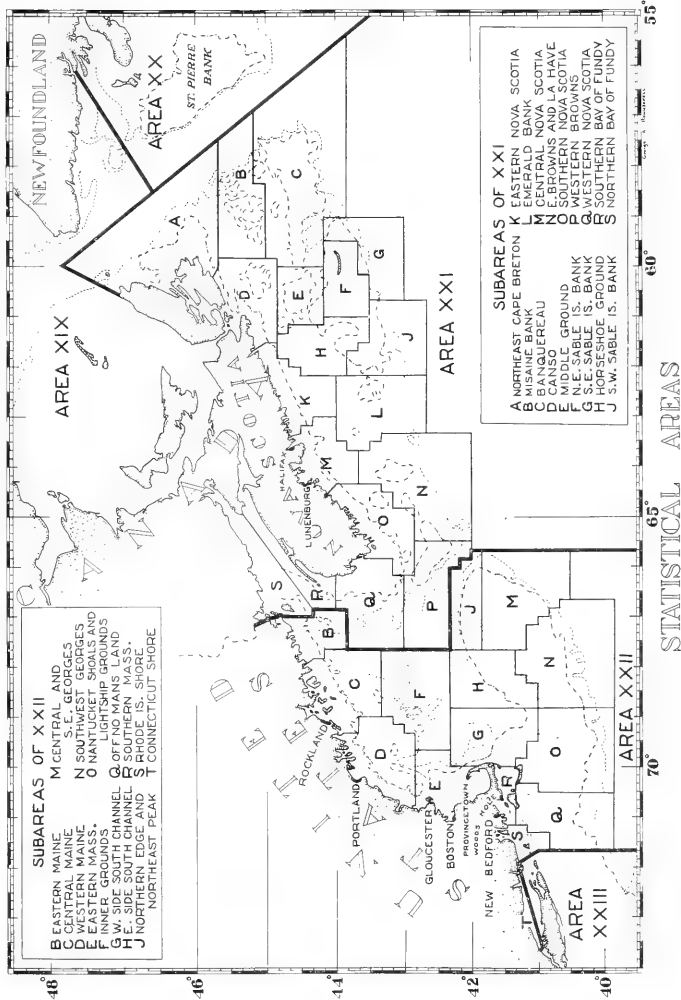 SUBAREAS OF XXII
B EASTERN MAINE
C CENTRAL MAINE
D WESTERN MAINE
E EASTERN MASS.
F INNER GROUNDS
G W. SIDE SOUTH CHANNEL
H E. SIDE SOUTH CHANNEL
J NORTHERN EDGE AND
NORTHEAST PEAK
M CENTRAL AND
S.E. GEORGES
N SOUTHWEST GEORGES
O NANTUCKET SHOALS AND
LIGHTSHIP GROUNDS
Q OFF NO MANS LAND
R SOUTHERN MASS.
S RHODE IS. SHORE
T CONNECTICUT SHORE
AREA XIX
NEWFOUNDLAND
AREA XX
ST. PIERRE
BANK
CANADA
NOVA SCOTIA
HALIFAX
LUNENBURG
UNITED STATES
ROCKLAND
PORTLAND
GLOUCESTER
BOSTON
PROVINCETOWN
WOODS HOLE
NEW BEDFORD
A
B
C
D
E
F
G
H
J
K
L
M
N
O
P
Q
R
S
AREA XXI
B
C
D
E
F
G
H
J
M
N
O
Q
R
S
T
AREA XXII
AREA
XXIII
SUBAREAS OF XXI
A NORTHEAST CAPE BRETON
B MISAINE BANK
C BANQUEREAU
D CANSO
E MIDDLE GROUND
F N.E. SABLE IS. BANK
G S.E. SABLE IS. BANK
H HORSESHOE GROUND
J S.W. SABLE IS. BANK
K EASTERN NOVA SCOTIA
L EMERALD BANK
M CENTRAL NOVA SCOTIA
N E. BROWNS AND LA HAVE
O SOUTHERN NOVA SCOTIA
P WESTERN BROWNS
Q WESTERN NOVA SCOTIA
R SOUTHERN BAY OF FUNDY
S NORTHERN BAY OF FUNDY
48°
46°
44°
42°
41°
40°
70°
65°
60°
55°
STATISTICAL AREAS